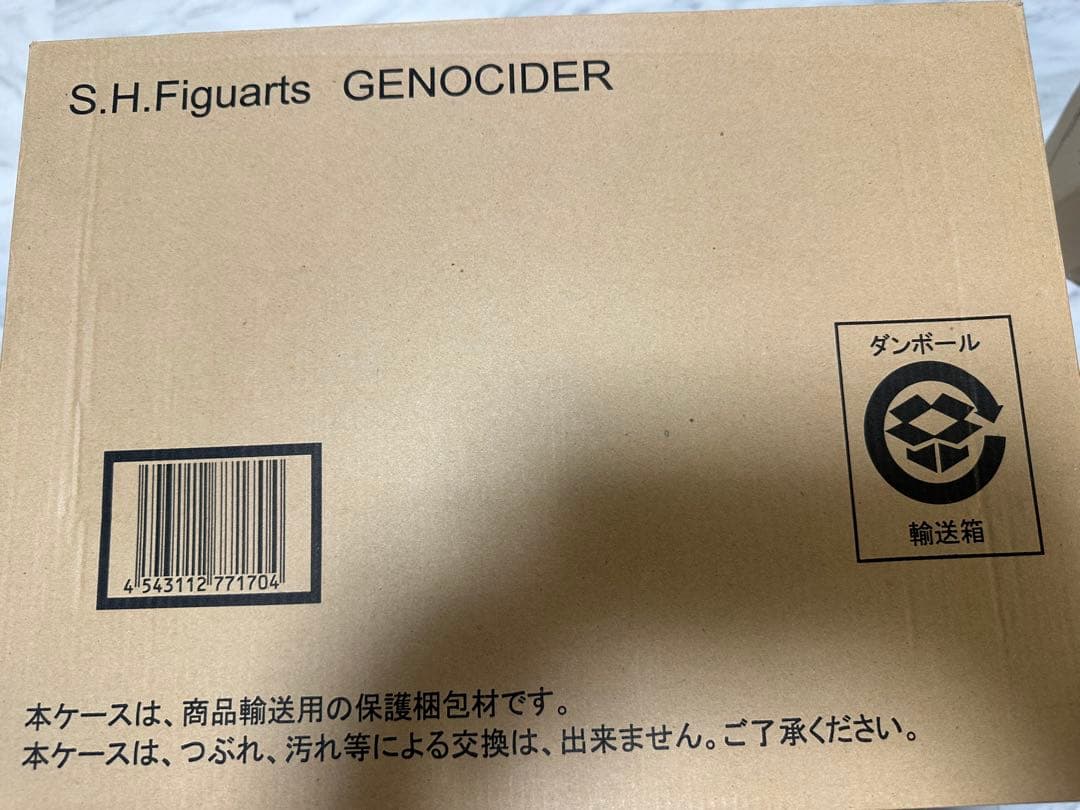 S.H.Figuarts GENOCIDER
ダンボール
輸送箱
4 543112 771704
本ケースは、商品輸送用の保護梱包材です。
本ケースは、つぶれ、汚れ等による交換は、出来ません。ご了承ください。